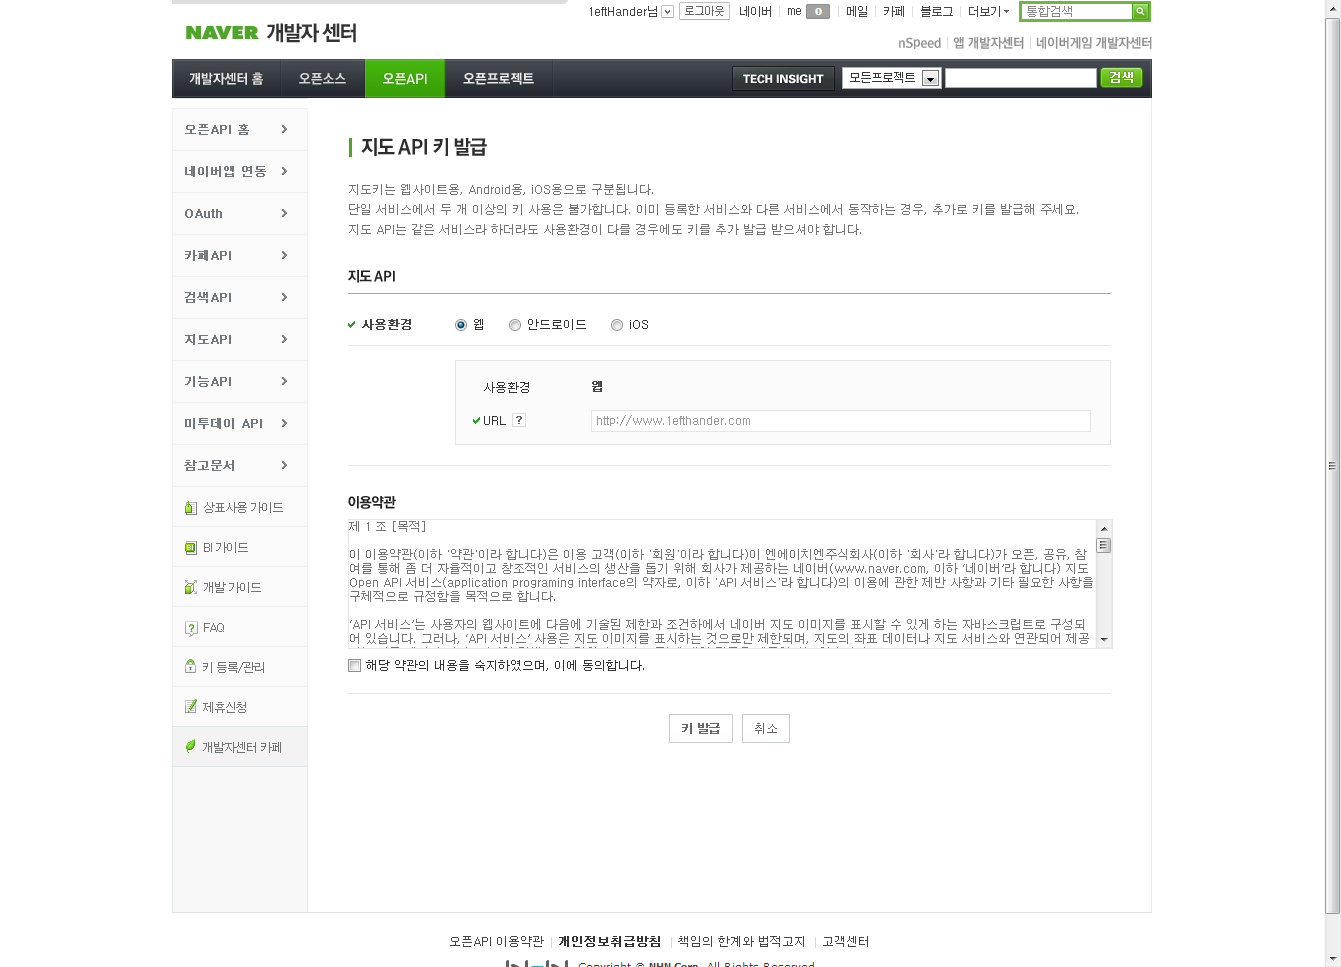 1eftHander님 로그아웃 네이버 me 0 메일 카페 블로그 더보기 통합검색
NAVER 개발자 센터
nSpeed 앱 개발자센터 네이버게임 개발자센터
개발자센터 홈 오픈소스 오픈API 오픈프로젝트 TECH INSIGHT 모든프로젝트 검색
오픈API 홈
네이버앱 연동
OAuth
카페API
검색API
지도API
기능API
미투데이 API
참고문서
상표사용 가이드
BI 가이드
개발 가이드
FAQ
키 등록/관리
제휴신청
개발자센터 카페
지도 API 키 발급
지도키는 웹사이트용, Android용, iOS용으로 구분됩니다.
단일 서비스에서 두 개 이상의 키 사용은 불가합니다. 이미 등록한 서비스와 다른 서비스에서 동작하는 경우, 추가로 키를 발급해 주세요.
지도 API는 같은 서비스라 하더라도 사용환경이 다를 경우에도 키를 추가 발급 받으셔야 합니다.
지도 API
사용환경 웹 안드로이드 iOS
사용환경 웹
URL ? http://www.1efthander.com
이용약관
제 1 조 [목적]
이 이용약관(이하 '약관'이라 합니다)은 이용 고객(이하 '회원'이라 합니다)이 엔에이치엔주식회사(이하 '회사'라 합니다)가 오픈, 공유, 참
여를 통해 좀 더 자율적이고 창조적인 서비스의 생산을 돕기 위해 회사가 제공하는 네이버(www.naver.com, 이하 '네이버'라 합니다) 지도
Open API 서비스(application programing interface의 약자로, 이하 'API 서비스'라 합니다)의 이용에 관한 제반 사항과 기타 필요한 사항을
구체적으로 규정함을 목적으로 합니다.
'API 서비스'는 사용자의 웹사이트에 다음에 기술된 제한과 조건하에서 네이버 지도 이미지를 표시할 수 있게 하는 자바스크립트로 구성되
어 있습니다. 그러나, 'API 서비스' 사용은 지도 이미지를 표시하는 것으로만 제한되며, 지도의 좌표 데이터나 지도 서비스와 연관되어 제공
해당 약관의 내용을 숙지하였으며, 이에 동의합니다.
키 발급 취소
오픈API 이용약관 개인정보취급방침 책임의 한계와 법적고지 고객센터
Copyright © NHN Corp. All Rights Reserved.